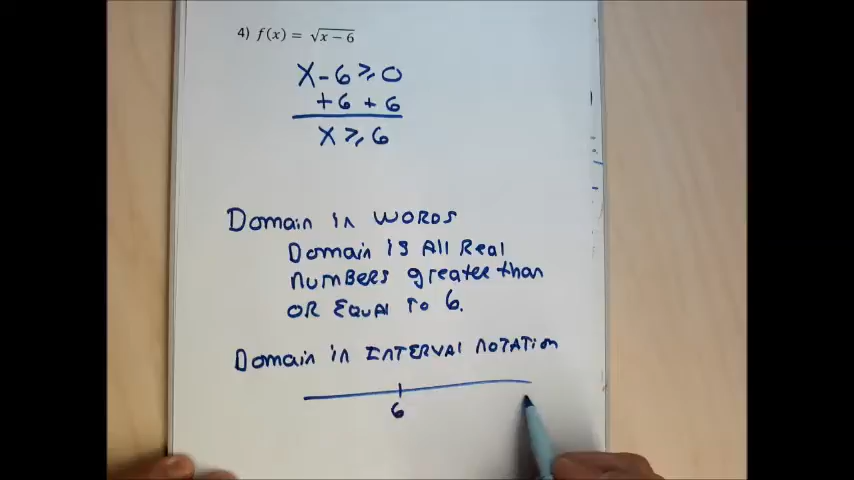 4) f(x) = √x − 6
X - 6 ≥ 0
+6 + 6
X ≥ 6
Domain in WORDS
Domain is All Real
numbers greater than
OR Equal to 6.
Domain in INTERVAL NOTATION
6